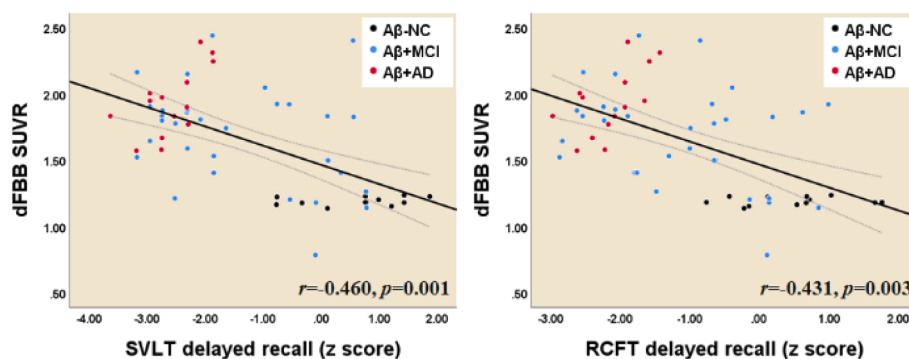 2.50
2.00
1.50
1.00
.50
dFBB SUVR
Aβ-NC
Aβ+MCI
Aβ+AD
r=-0.460, p=0.001
-4.00 -3.00 -2.00 -1.00 .00 1.00 2.00
SVLT delayed recall (z score)
2.50
2.00
1.50
1.00
.50
dFBB SUVR
Aβ-NC
Aβ+MCI
Aβ+AD
r=-0.431, p=0.003
-3.00 -2.00 -1.00 .00 1.00 2.00
RCFT delayed recall (z score)